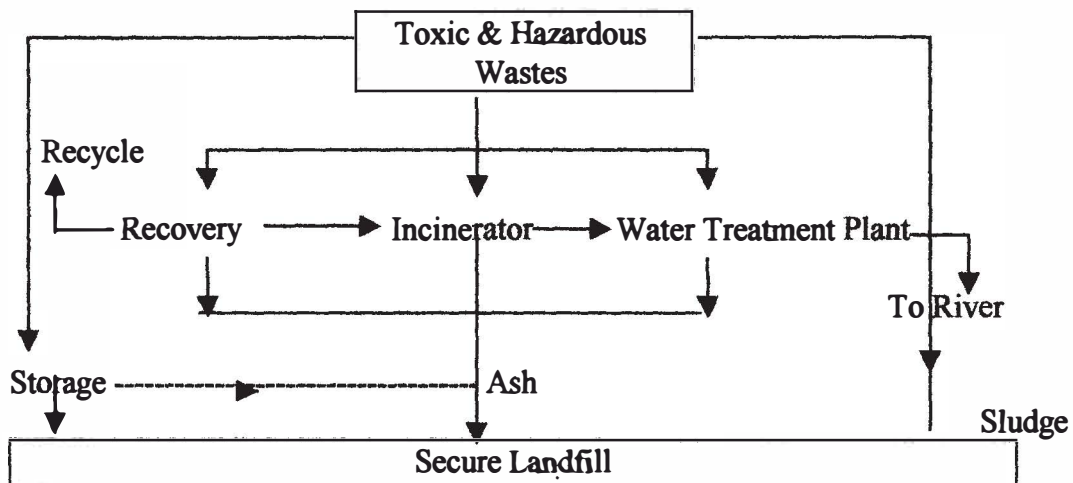 Toxic & Hazardous
Wastes
Recycle
Recovery
Incinerator
Water Treatment Plant
To River
Storage
Ash
Sludge
Secure Landfill